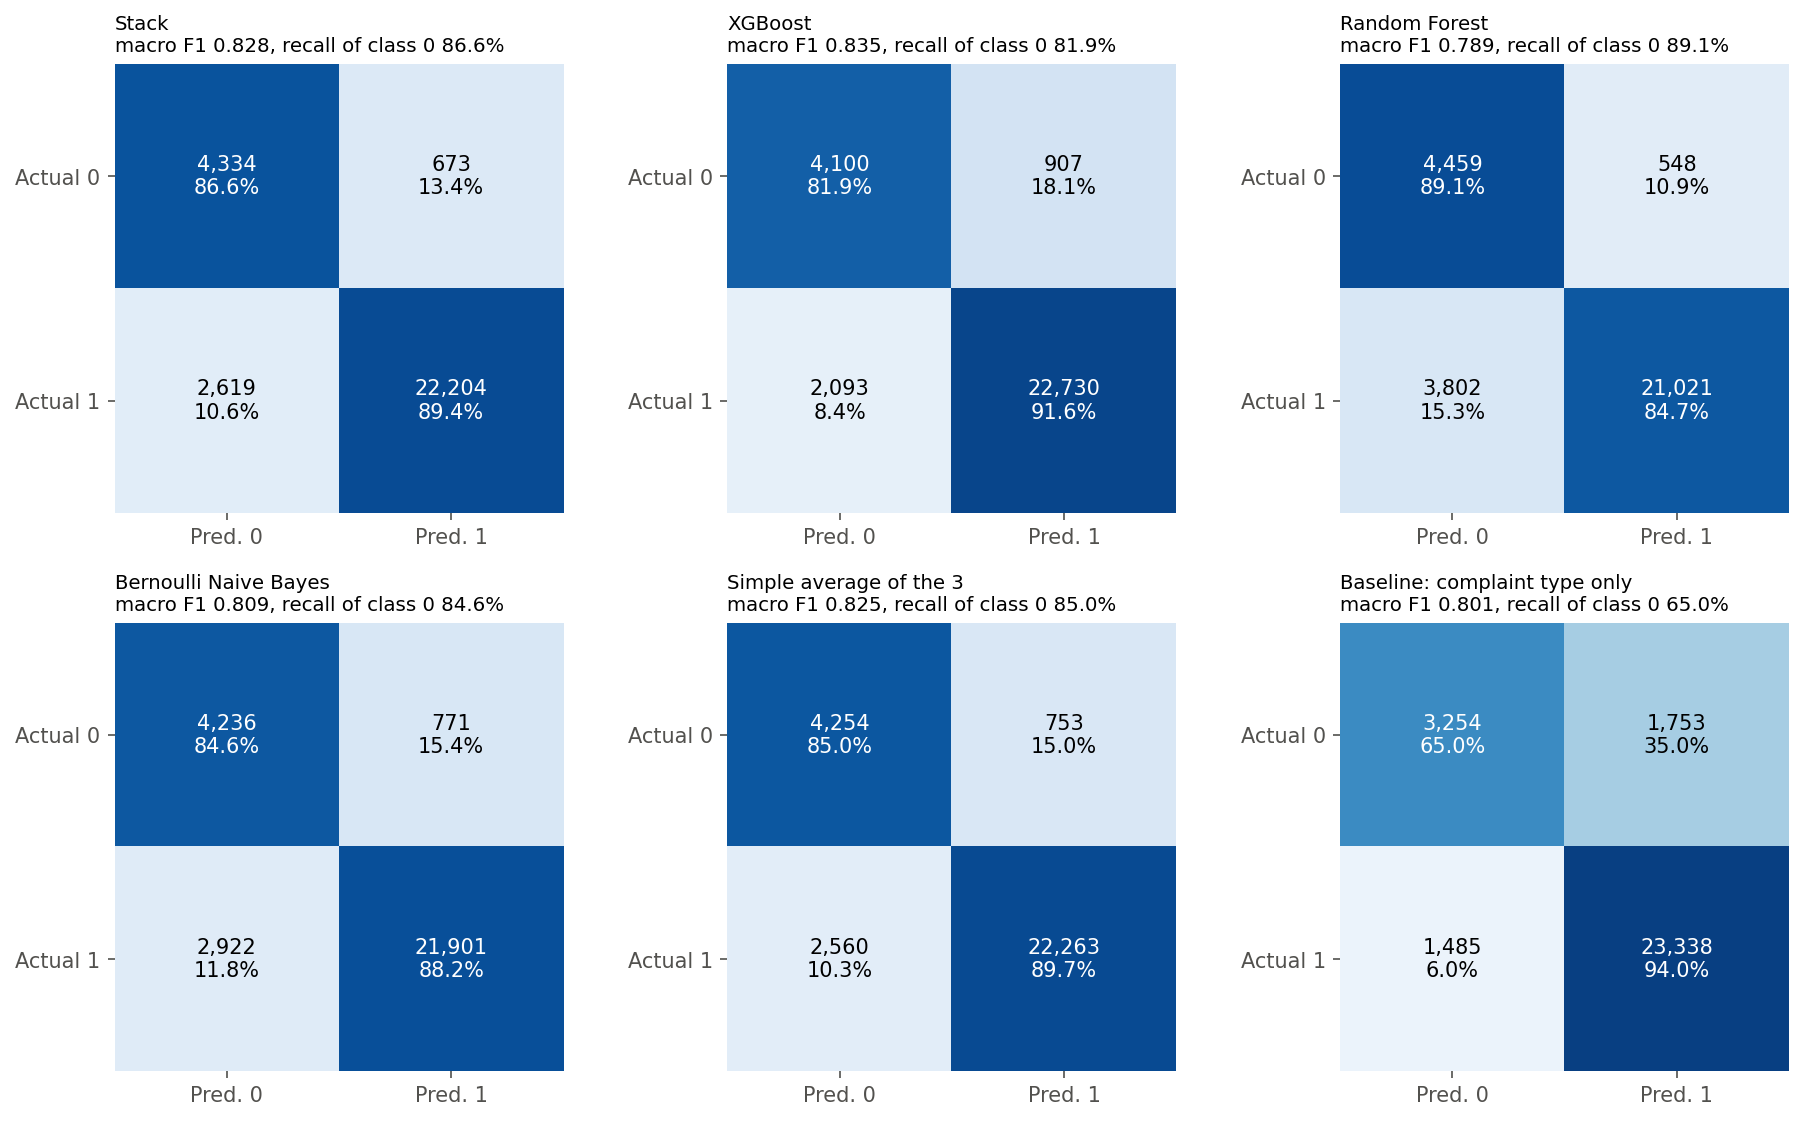 Stack
macro F1 0.828, recall of class 0 86.6%
Actual 0
4,334
86.6%
673
13.4%
Actual 1
2,619
10.6%
22,204
89.4%
Pred. 0
Pred. 1
XGBoost
macro F1 0.835, recall of class 0 81.9%
Actual 0
4,100
81.9%
907
18.1%
Actual 1
2,093
8.4%
22,730
91.6%
Pred. 0
Pred. 1
Random Forest
macro F1 0.789, recall of class 0 89.1%
Actual 0
4,459
89.1%
548
10.9%
Actual 1
3,802
15.3%
21,021
84.7%
Pred. 0
Pred. 1
Bernoulli Naive Bayes
macro F1 0.809, recall of class 0 84.6%
Actual 0
4,236
84.6%
771
15.4%
Actual 1
2,922
11.8%
21,901
88.2%
Pred. 0
Pred. 1
Simple average of the 3
macro F1 0.825, recall of class 0 85.0%
Actual 0
4,254
85.0%
753
15.0%
Actual 1
2,560
10.3%
22,263
89.7%
Pred. 0
Pred. 1
Baseline: complaint type only
macro F1 0.801, recall of class 0 65.0%
Actual 0
3,254
65.0%
1,753
35.0%
Actual 1
1,485
6.0%
23,338
94.0%
Pred. 0
Pred. 1